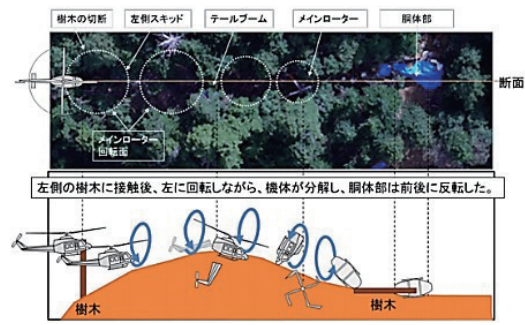 樹木の切断
左側スキッド
テールブーム
メインローター
胴体部
断面
メインローター
回転面
左側の樹木に接触後、左に回転しながら、機体が分解し、胴体部は前後に反転した。
樹木
樹木